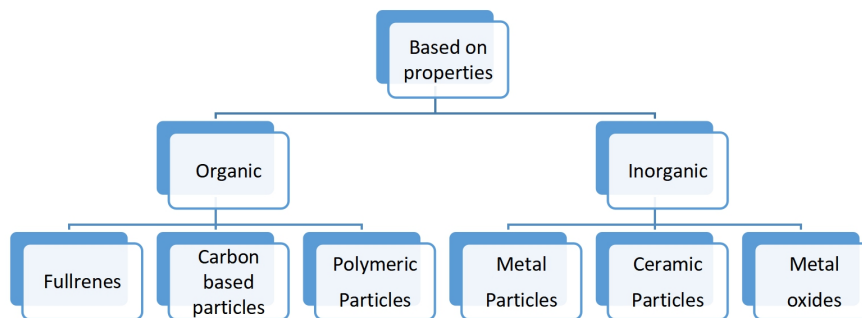 Based on
properties
Organic
Inorganic
Fullrenes
Carbon
based
particles
Polymeric
Particles
Metal
Particles
Ceramic
Particles
Metal
oxides